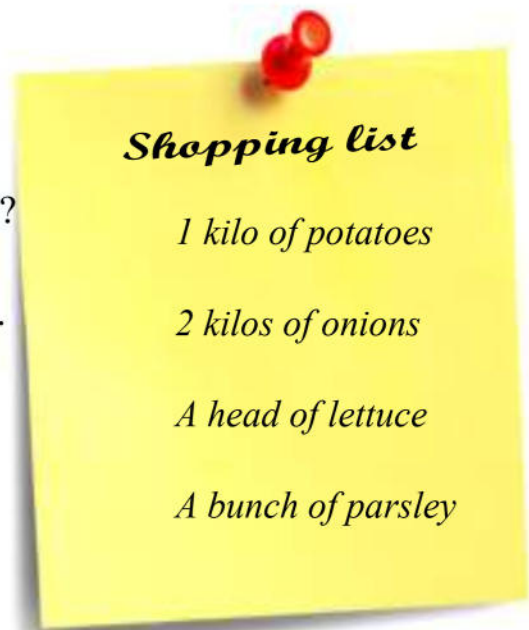 Shopping list
?
1 kilo of potatoes
.
2 kilos of onions
A head of lettuce
A bunch of parsley